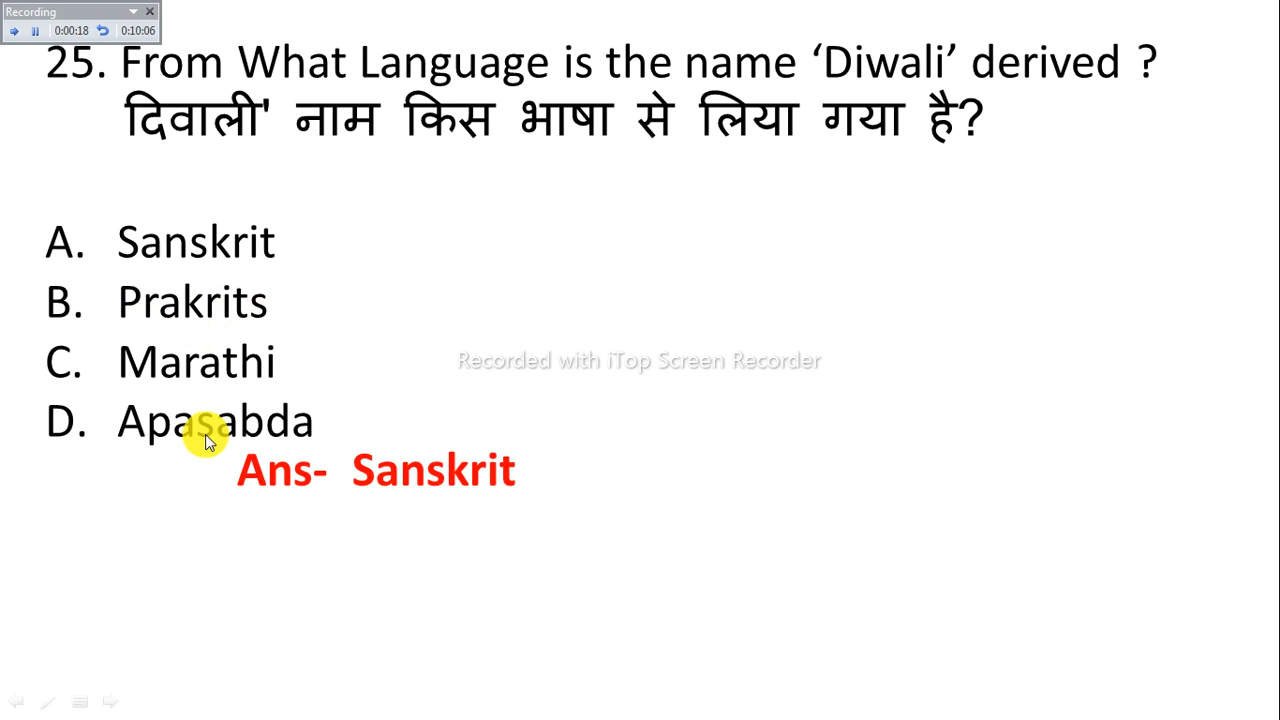 Recording
0:00:18 0:10:06
25. From What Language is the name ‘Diwali’ derived ?
दिवाली' नाम किस भाषा से लिया गया है?
A. Sanskrit
B. Prakrits
C. Marathi
Recorded with iTop Screen Recorder
D. Apasabda
Ans- Sanskrit